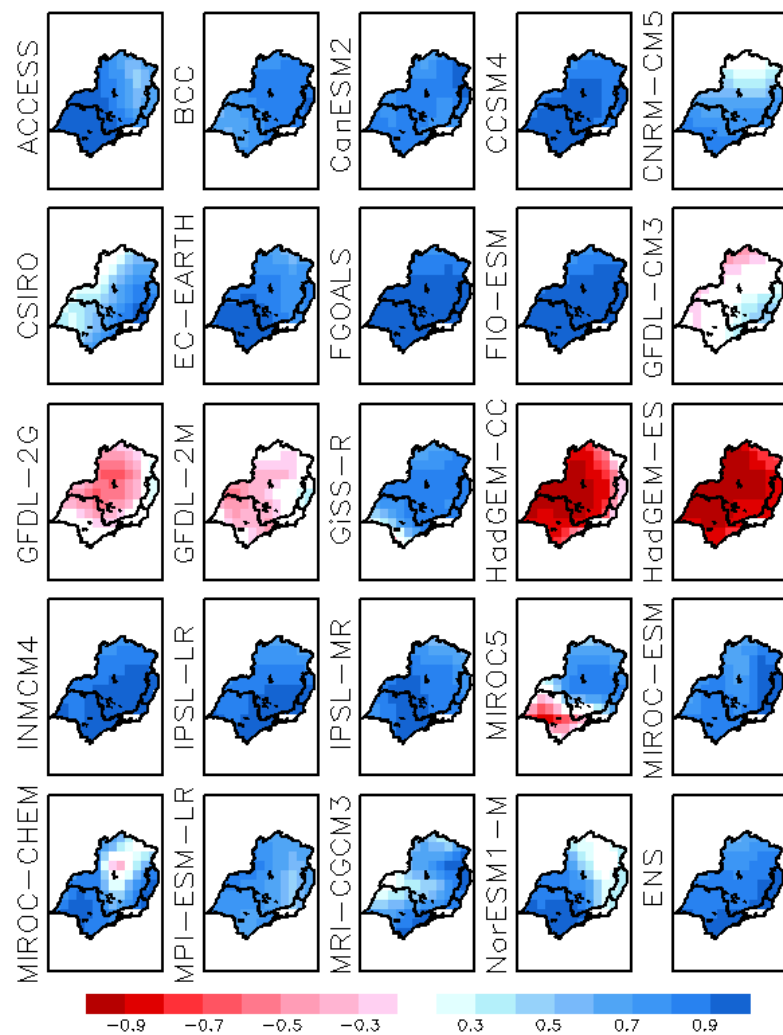 ACCESS
BCC
CanESM2
CCSM4
CNRM-CM5
CSIRO
EC-EARTH
FGOALS
FIO-ESM
GFDL-CM3
GFDL-2G
GFDL-2M
GiSS-R
HadGEM-CC
HadGEM-ES
INMCM4
IPSL-LR
IPSL-MR
MIROC5
MIROC-ESM
MIROC-CHEM
MPI-ESM-LR
MRI-CGCM3
NorESM1-M
ENS
-0.9 -0.7 -0.5 -0.3 0.3 0.5 0.7 0.9